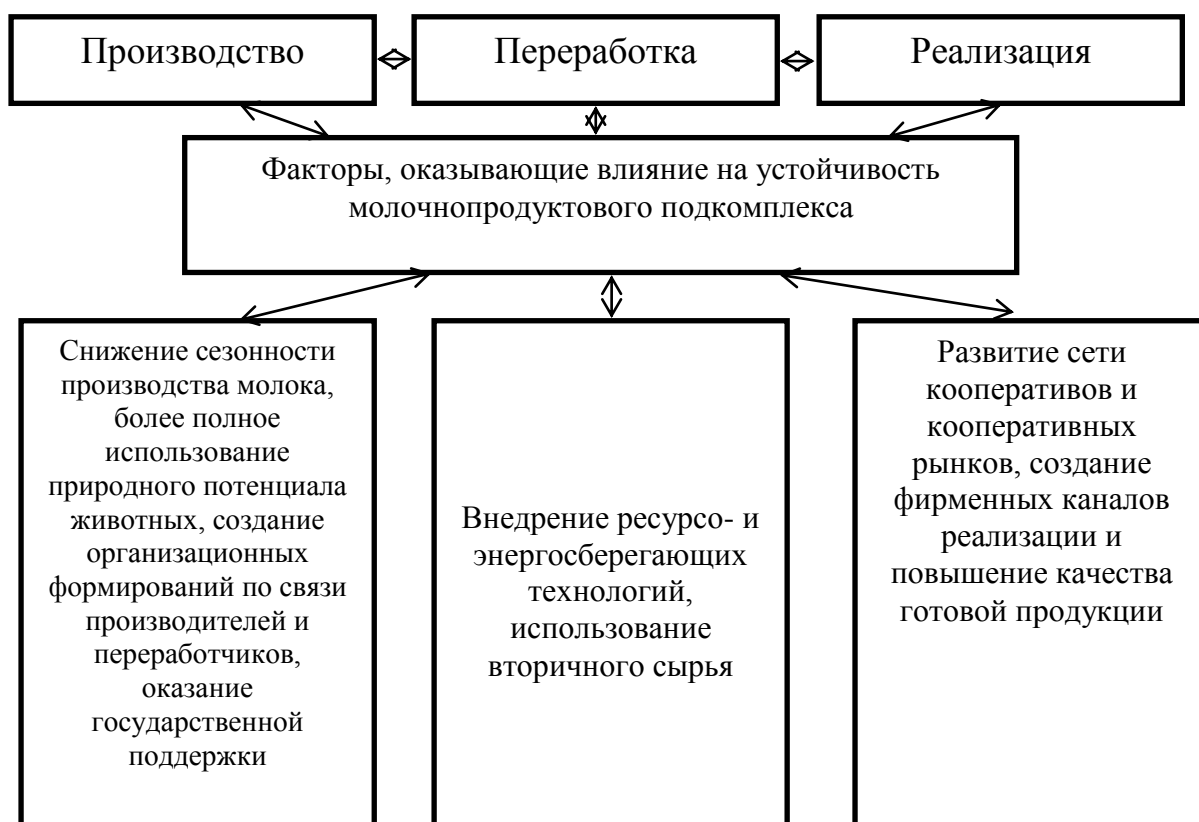 Производство
Переработка
Реализация
Факторы, оказывающие влияние на устойчивость
молочнопродуктового подкомплекса
Снижение сезонности
производства молока,
более полное
использование
природного потенциала
животных, создание
организационных
формирований по связи
производителей и
переработчиков,
оказание
государственной
поддержки
Внедрение ресурсо- и
энергосберегающих
технологий,
использование
вторичного сырья
Развитие сети
кооперативов и
кооперативных
рынков, создание
фирменных каналов
реализации и
повышение качества
готовой продукции